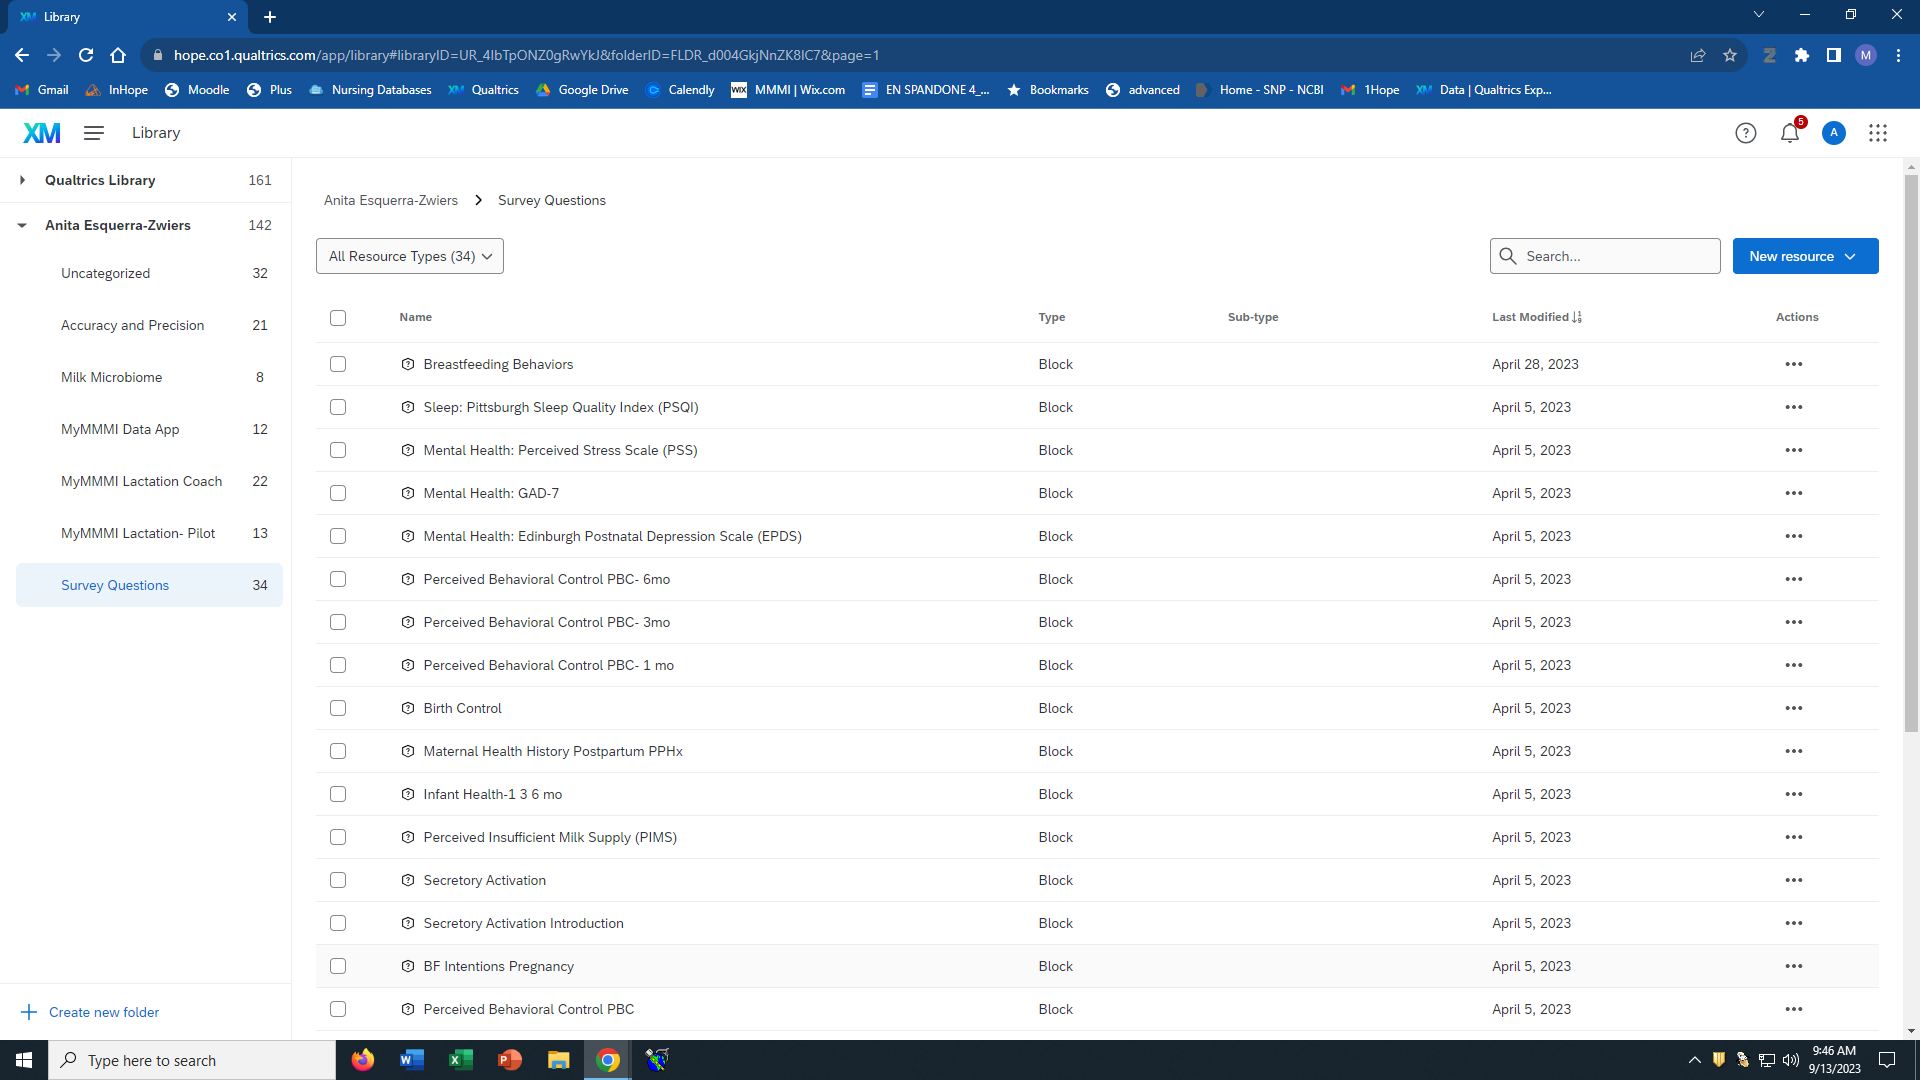 Library
hope.co1.qualtrics.com/app/library#libraryID=UR_4IbTpONZ0gRwYkJ&folderID=FLDR_d004GkjNnZK8IC7&page=1
M
Gmail InHope Moodle Plus Nursing Databases Qualtrics Google Drive Calendly WIX MMMI | Wix.com EN SPANDONE 4_... Bookmarks advanced Home - SNP - NCBI 1Hope Data | Qualtrics Exp...
XM Library 5 A
Qualtrics Library 161
Anita Esquerra-Zwiers 142
Uncategorized 32
Accuracy and Precision 21
Milk Microbiome 8
MyMMMI Data App 12
MyMMMI Lactation Coach 22
MyMMMI Lactation- Pilot 13
Survey Questions 34
Create new folder
Anita Esquerra-Zwiers > Survey Questions
All Resource Types (34) Search... New resource
Name Type Sub-type Last Modified Actions
Breastfeeding Behaviors Block April 28, 2023
Sleep: Pittsburgh Sleep Quality Index (PSQI) Block April 5, 2023
Mental Health: Perceived Stress Scale (PSS) Block April 5, 2023
Mental Health: GAD-7 Block April 5, 2023
Mental Health: Edinburgh Postnatal Depression Scale (EPDS) Block April 5, 2023
Perceived Behavioral Control PBC- 6mo Block April 5, 2023
Perceived Behavioral Control PBC- 3mo Block April 5, 2023
Perceived Behavioral Control PBC- 1 mo Block April 5, 2023
Birth Control Block April 5, 2023
Maternal Health History Postpartum PPHx Block April 5, 2023
Infant Health-1 3 6 mo Block April 5, 2023
Perceived Insufficient Milk Supply (PIMS) Block April 5, 2023
Secretory Activation Block April 5, 2023
Secretory Activation Introduction Block April 5, 2023
BF Intentions Pregnancy Block April 5, 2023
Perceived Behavioral Control PBC Block April 5, 2023
Type here to search
9:46 AM
9/13/2023